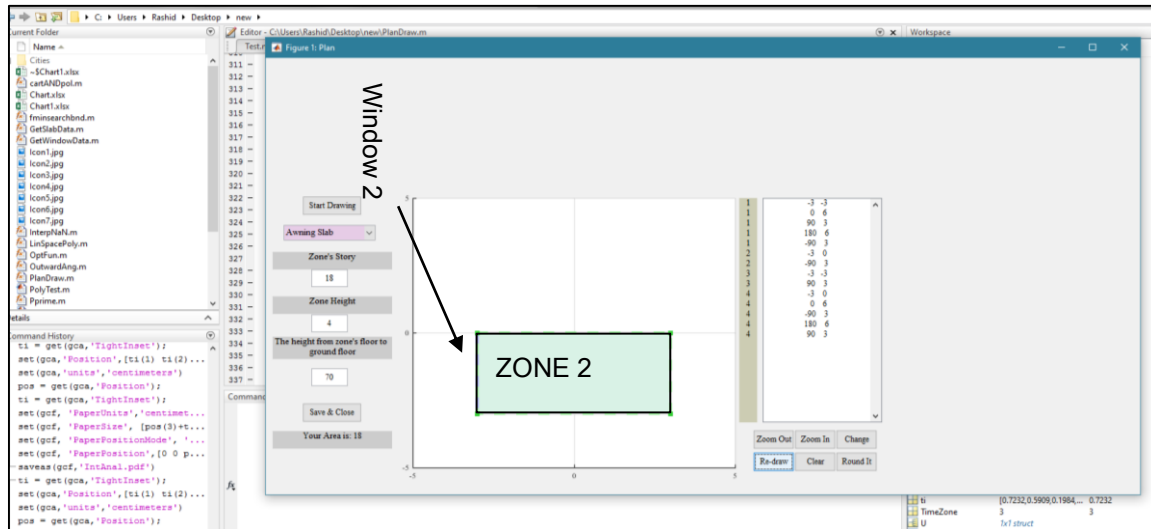 C: ▸ Users ▸ Rashid ▸ Desktop ▸ new ▸
Current Folder
Name
Cities
~$Chart1.xlsx
cartANDpol.m
Chart.xlsx
Chart1.xlsx
fminsearchbnd.m
GetSlabData.m
GetWindowData.m
Icon1.jpg
Icon2.jpg
Icon3.jpg
Icon4.jpg
Icon5.jpg
Icon6.jpg
Icon7.jpg
InterpNaN.m
LinSpacePoly.m
OptFun.m
OutwardAng.m
PlanDraw.m
PolyTest.m
Pprime.m
Details
Command History
ti = get(gca,'TightInset');
set(gca,'Position',[ti(1) ti(2)...
set(gca,'units','centimeters')
pos = get(gca,'Position');
ti = get(gca,'TightInset');
set(gcf, 'PaperUnits','centimet...
set(gcf, 'PaperSize', [pos(3)+t...
set(gcf, 'PaperPositionMode', '...
set(gcf, 'PaperPosition',[0 0 p...
saveas(gcf,'IntAnal.pdf')
ti = get(gca,'TightInset');
set(gca,'Position',[ti(1) ti(2)...
set(gca,'units','centimeters')
pos = get(gca,'Position');
Editor - C:\Users\Rashid\Desktop\new\PlanDraw.m
311 –
312 –
313 –
314 –
315 –
316 –
317 –
318 –
319 –
320 –
321 –
322 –
323 –
324 –
325 –
326 –
327 –
328 –
329 –
330 –
331 –
332 –
333 –
334 –
335 –
336 –
337 –
fx
Figure 1: Plan
Window 2
Start Drawing
Awning Slab
Zone's Story
18
Zone Height
4
The height from zone's floor to
ground floor
70
Save & Close
Your Area is: 18
5
0
-5
-5 0 5
ZONE 2
1 -3 -3
1 0 6
1 90 3
1 180 6
1 -90 3
2 -3 0
2 -90 3
3 -3 -3
3 90 3
4 -3 0
4 0 6
4 -90 3
4 180 6
4 90 3
Zoom Out Zoom In Change
Re-draw Clear Round It
Workspace
ti [0.7232,0.5909,0.1984,... 0.7232
TimeZone 3 3
U 1x1 struct